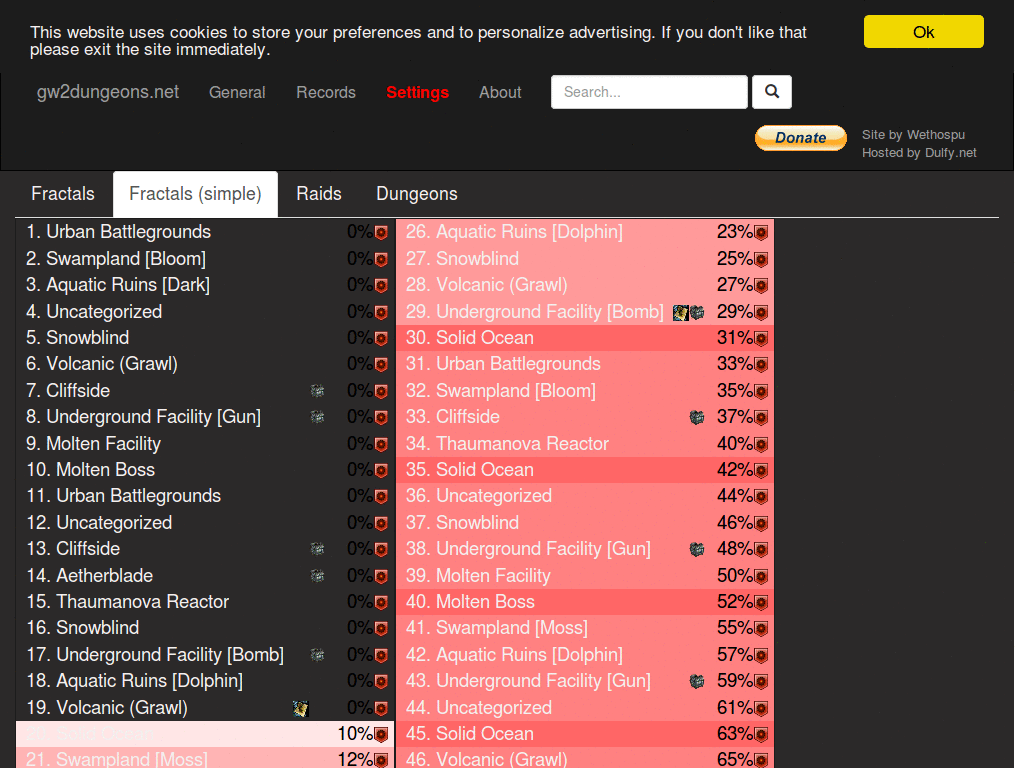 This website uses cookies to store your preferences and to personalize advertising. If you don't like that
please exit the site immediately.
Ok
gw2dungeons.net General Records Settings About Search...
Donate
Site by Wethospu
Hosted by Dulfy.net
Fractals Fractals (simple) Raids Dungeons
1. Urban Battlegrounds 0%
2. Swampland [Bloom] 0%
3. Aquatic Ruins [Dark] 0%
4. Uncategorized 0%
5. Snowblind 0%
6. Volcanic (Grawl) 0%
7. Cliffside 0%
8. Underground Facility [Gun] 0%
9. Molten Facility 0%
10. Molten Boss 0%
11. Urban Battlegrounds 0%
12. Uncategorized 0%
13. Cliffside 0%
14. Aetherblade 0%
15. Thaumanova Reactor 0%
16. Snowblind 0%
17. Underground Facility [Bomb] 0%
18. Aquatic Ruins [Dolphin] 0%
19. Volcanic (Grawl) 0%
10%
21. Swampland [Moss] 12%
26. Aquatic Ruins [Dolphin] 23%
27. Snowblind 25%
28. Volcanic (Grawl) 27%
29. Underground Facility [Bomb] 29%
30. Solid Ocean 31%
31. Urban Battlegrounds 33%
32. Swampland [Bloom] 35%
33. Cliffside 37%
34. Thaumanova Reactor 40%
35. Solid Ocean 42%
36. Uncategorized 44%
37. Snowblind 46%
38. Underground Facility [Gun] 48%
39. Molten Facility 50%
40. Molten Boss 52%
41. Swampland [Moss] 55%
42. Aquatic Ruins [Dolphin] 57%
43. Underground Facility [Gun] 59%
44. Uncategorized 61%
45. Solid Ocean 63%
46. Volcanic (Grawl) 65%